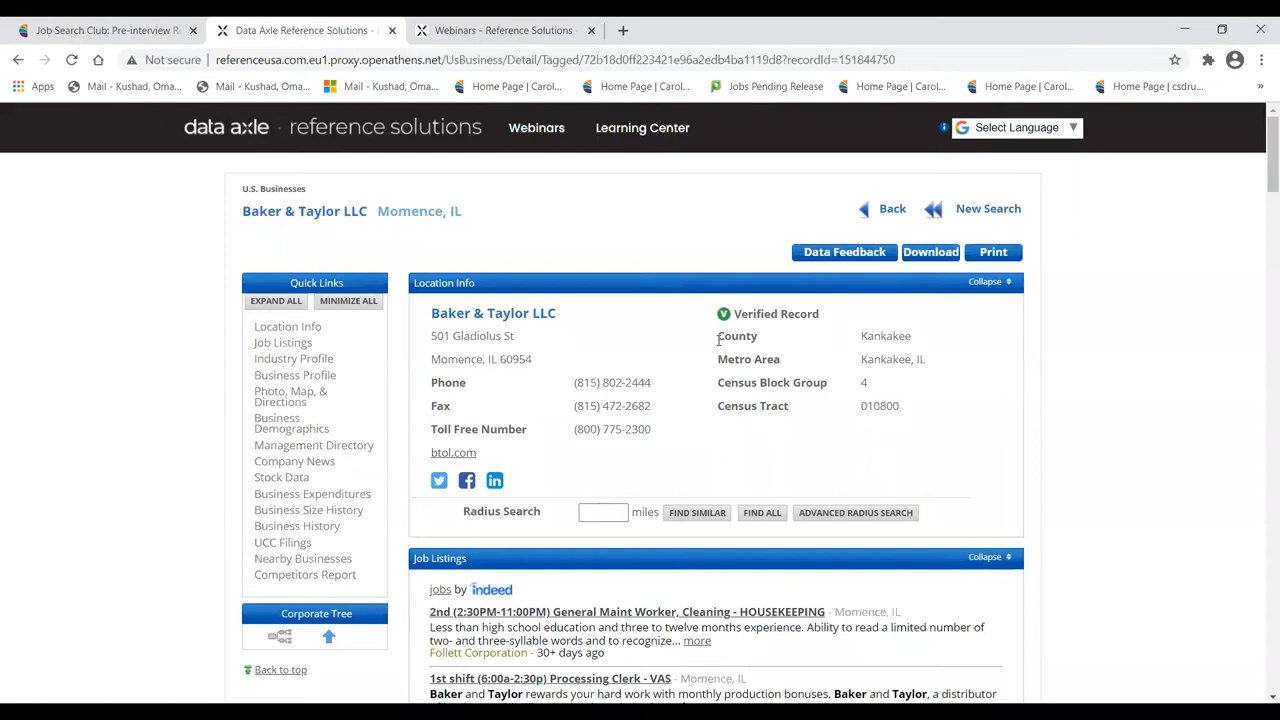 Job Search Club: Pre-interview R
Data Axle Reference Solutions -
Webinars - Reference Solutions -
Not secure
referenceusa.com.eu1.proxy.openathens.net/UsBusiness/Detail/Tagged/72b18d0ff223421e96a2edb4ba1119d8?recordId=151844750
Apps
Mail - Kushad, Oma...
Mail - Kushad, Oma...
Mail - Kushad, Oma...
Home Page | Carol...
Home Page | Carol...
Jobs Pending Release
Home Page | Carol...
Home Page | Carol...
Home Page | csdru...
data axle reference solutions
Webinars
Learning Center
Select Language
U.S. Businesses
Baker & Taylor LLC Momence, IL
Back
New Search
Data Feedback
Download
Print
Quick Links
EXPAND ALL
MINIMIZE ALL
Location Info
Job Listings
Industry Profile
Business Profile
Photo, Map, &
Directions
Business
Demographics
Management Directory
Company News
Stock Data
Business Expenditures
Business Size History
Business History
UCC Filings
Nearby Businesses
Competitors Report
Corporate Tree
Back to top
Location Info
Collapse
Baker & Taylor LLC
501 Gladiolus St
Momence, IL 60954
Phone (815) 802-2444
Fax (815) 472-2682
Toll Free Number (800) 775-2300
btol.com
Verified Record
County Kankakee
Metro Area Kankakee, IL
Census Block Group 4
Census Tract 010800
Radius Search miles FIND SIMILAR FIND ALL ADVANCED RADIUS SEARCH
Job Listings
Collapse
jobs by indeed
2nd (2:30PM-11:00PM) General Maint Worker, Cleaning - HOUSEKEEPING - Momence, IL
Less than high school education and three to twelve months experience. Ability to read a limited number of
two- and three-syllable words and to recognize... more
Follett Corporation - 30+ days ago
1st shift (6:00a-2:30p) Processing Clerk - VAS - Momence, IL
Baker and Taylor rewards your hard work with monthly production bonuses. Baker and Taylor, a distributor